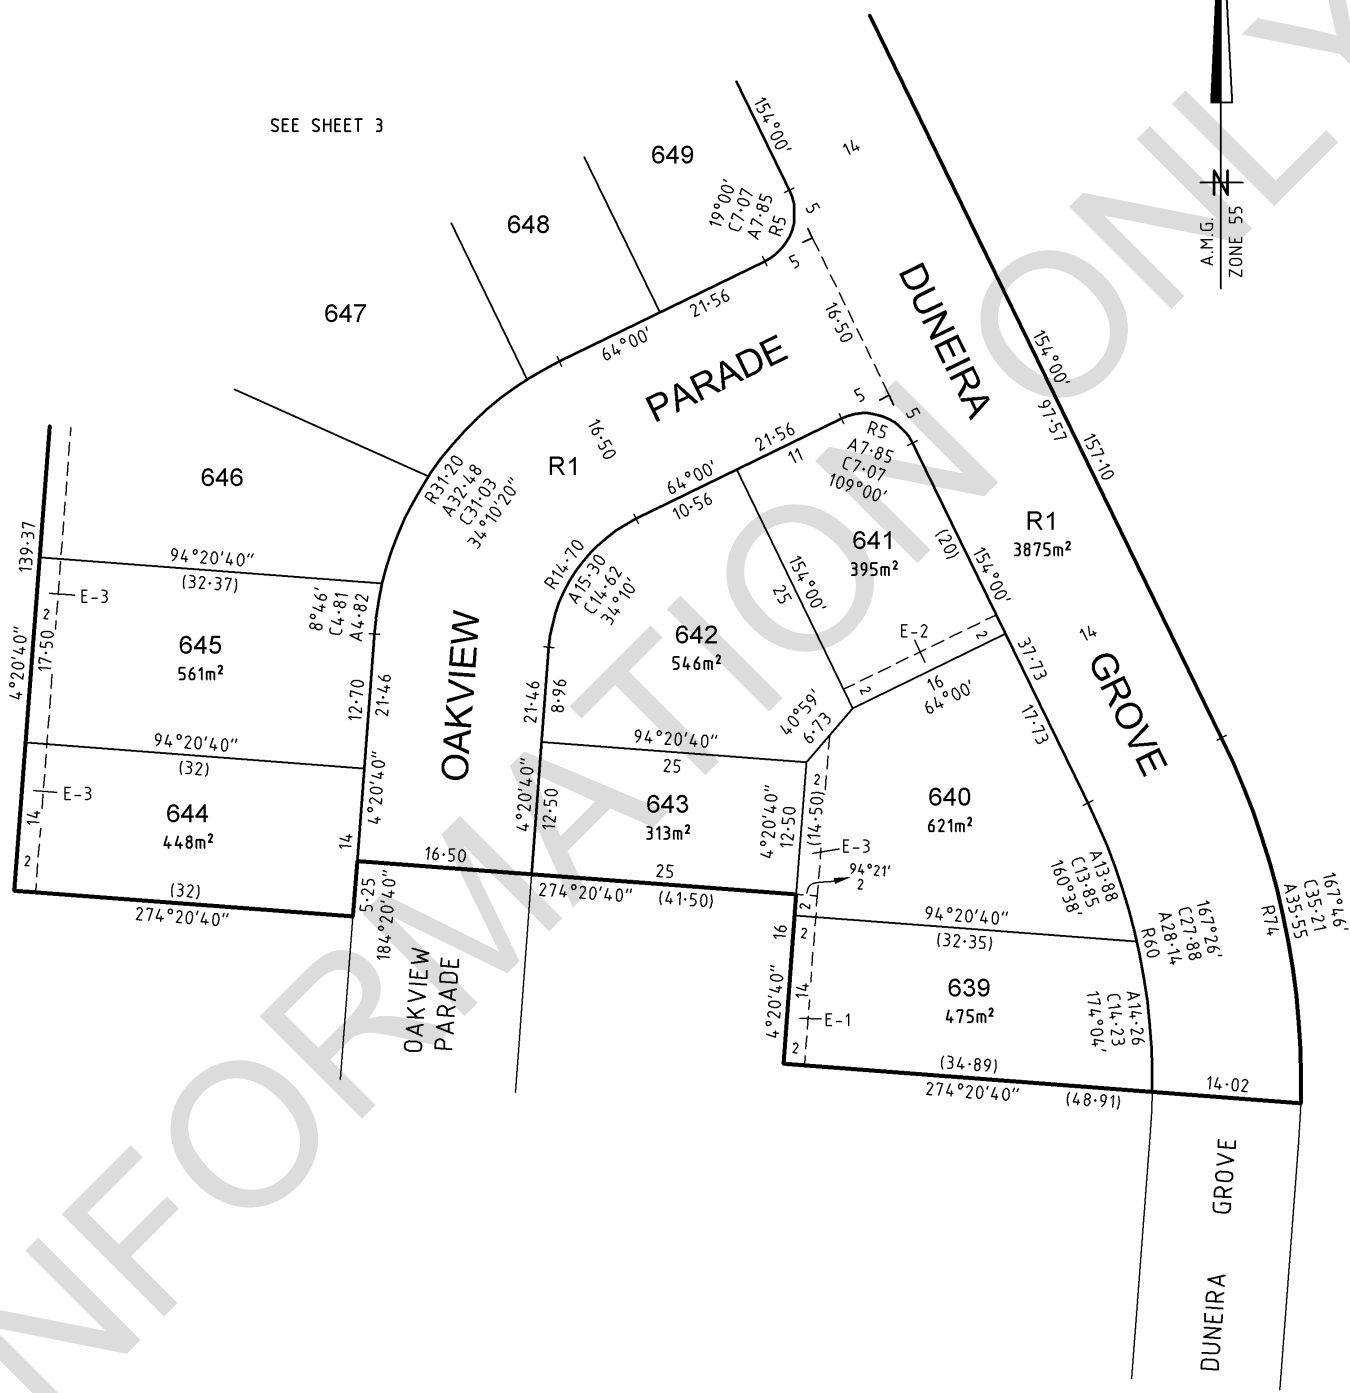 SEE SHEET 3
649
648
647
646
154°00'
14
19°00'
C7·07
A7·85
R5
5
5
A.M.G.
ZONE 55
N
21·56
64°00'
16·50
DUNEIRA
PARADE
154°00'
97·57
157·10
5
5
R5
A7·85
C7·07
109°00'
21·56
11
64°00'
10·56
16·50
R1
R31·20
A32·48
C31·03
34°10'20"
R14·70
A15·30
C14·62
34°10'
139·37
94°20'40"
(32·37)
E-3
2
17·50
4°20'40"
645
561m²
8°46'
C4·81
A4·82
12·70
21·46
OAKVIEW
641
395m²
(20)
154°00'
154°00'
25
R1
3875m²
642
546m²
E-2
2
2
16
64°00'
14
37·73
17·73
GROVE
40°59'
6·73
21·46
8·96
94°20'40"
(32)
E-3
644
448m²
14
2
4°20'40"
14
(32)
274°20'40"
94°20'40"
25
643
313m²
4°20'40"
12·50
4°20'40"
12·50
2
(14·50)
E-3
94°21'
2
640
621m²
16·50
25
274°20'40"
(41·50)
5·25
184°20'40"
OAKVIEW
PARADE
2
16
2
94°20'40"
(32·35)
A13·88
C13·85
160°38'
R60
167°26'
C27·88
A28·14
R74
167°46'
C35·21
A35·55
639
475m²
4°20'40"
14
E-1
2
A14·26
C14·23
174°04'
(34·89)
274°20'40"
(48·91)
14·02
DUNEIRA GROVE
NFORMATION ONLY